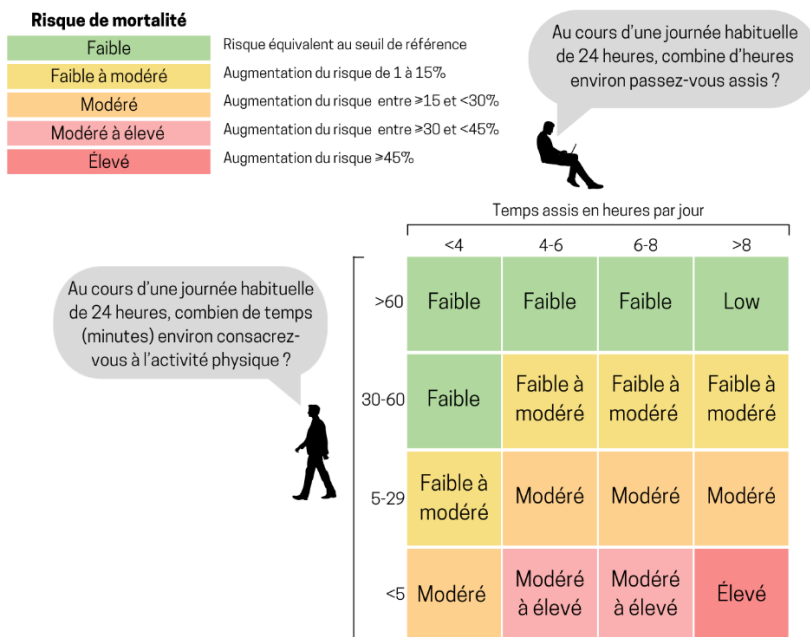 Risque de mortalité
Faible Risque équivalent au seuil de référence
Faible à modéré Augmentation du risque de 1 à 15%
Modéré Augmentation du risque entre ≥15 et <30%
Modéré à élevé Augmentation du risque entre ≥30 et <45%
Élevé Augmentation du risque ≥45%
Au cours d’une journée habituelle
de 24 heures, combine d’heures
environ passez-vous assis ?
Temps assis en heures par jour
<4 4-6 6-8 >8
Au cours d’une journée habituelle
de 24 heures, combien de temps
(minutes) environ consacrez-
vous à l’activité physique ?
>60 Faible Faible Faible Low
30-60 Faible Faible à modéré Faible à modéré Faible à modéré
5-29 Faible à modéré Modéré Modéré Modéré
<5 Modéré Modéré à élevé Modéré à élevé Élevé